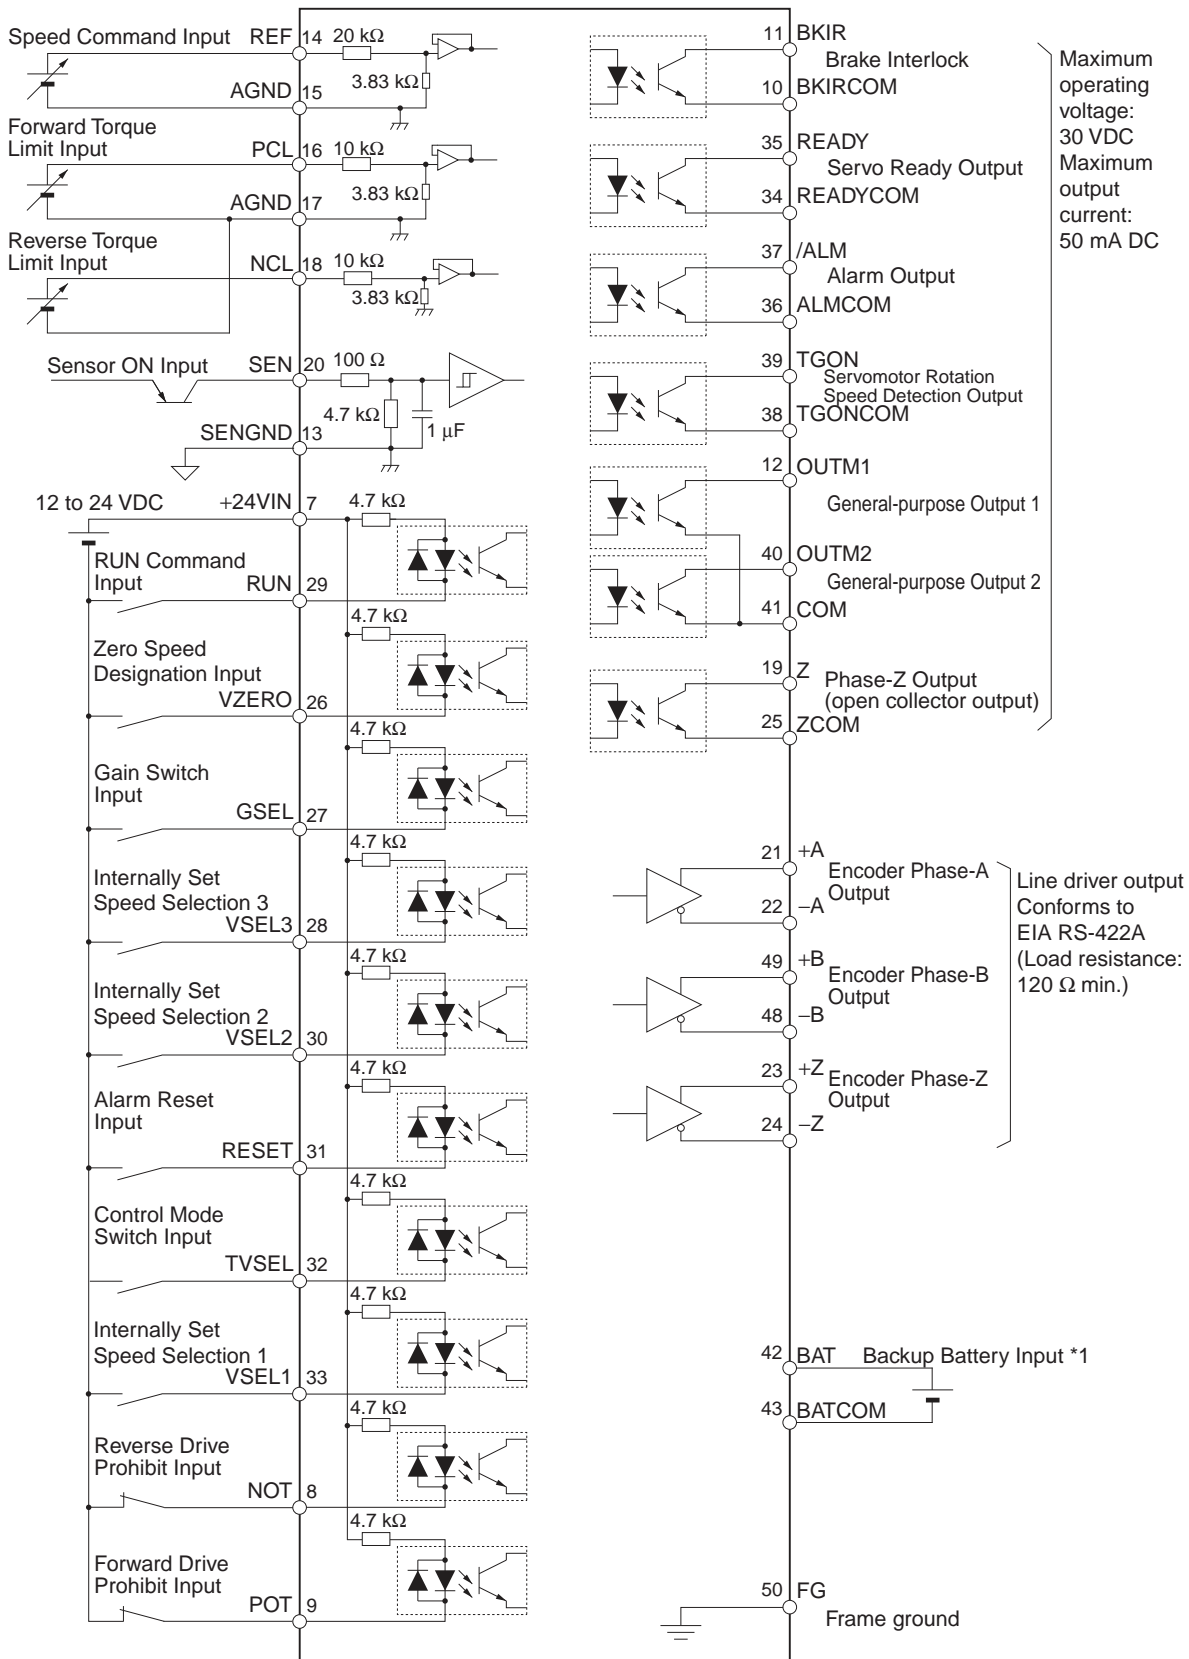 Speed Command Input REF 14 20 kΩ
3.83 kΩ
AGND 15
Forward Torque
Limit Input
PCL 16 10 kΩ
3.83 kΩ
AGND 17
Reverse Torque
Limit Input
NCL 18 10 kΩ
3.83 kΩ
Sensor ON Input SEN 20 100 Ω
4.7 kΩ
1 μF
SENGND 13
12 to 24 VDC +24VIN 7 4.7 kΩ
RUN Command
Input
RUN 29
4.7 kΩ
Zero Speed
Designation Input
VZERO 26
4.7 kΩ
Gain Switch
Input
GSEL 27
4.7 kΩ
Internally Set
Speed Selection 3
VSEL3 28
4.7 kΩ
Internally Set
Speed Selection 2
VSEL2 30
4.7 kΩ
Alarm Reset
Input
RESET 31
4.7 kΩ
Control Mode
Switch Input
TVSEL 32
4.7 kΩ
Internally Set
Speed Selection 1
VSEL1 33
4.7 kΩ
Reverse Drive
Prohibit Input
NOT 8
4.7 kΩ
Forward Drive
Prohibit Input
POT 9
11 BKIR
Brake Interlock
10 BKIRCOM
35 READY
Servo Ready Output
34 READYCOM
37 /ALM
Alarm Output
36 ALMCOM
39 TGON
Servomotor Rotation
Speed Detection Output
38 TGONCOM
12 OUTM1
General-purpose Output 1
40 OUTM2
General-purpose Output 2
41 COM
19 Z
Phase-Z Output
(open collector output)
25 ZCOM
Maximum
operating
voltage:
30 VDC
Maximum
output
current:
50 mA DC
21 +A
Encoder Phase-A
Output
22 −A
49 +B
Encoder Phase-B
Output
48 −B
23 +Z
Encoder Phase-Z
Output
24 −Z
Line driver output
Conforms to
EIA RS-422A
(Load resistance:
120 Ω min.)
42 BAT Backup Battery Input *1
43 BATCOM
50 FG
Frame ground